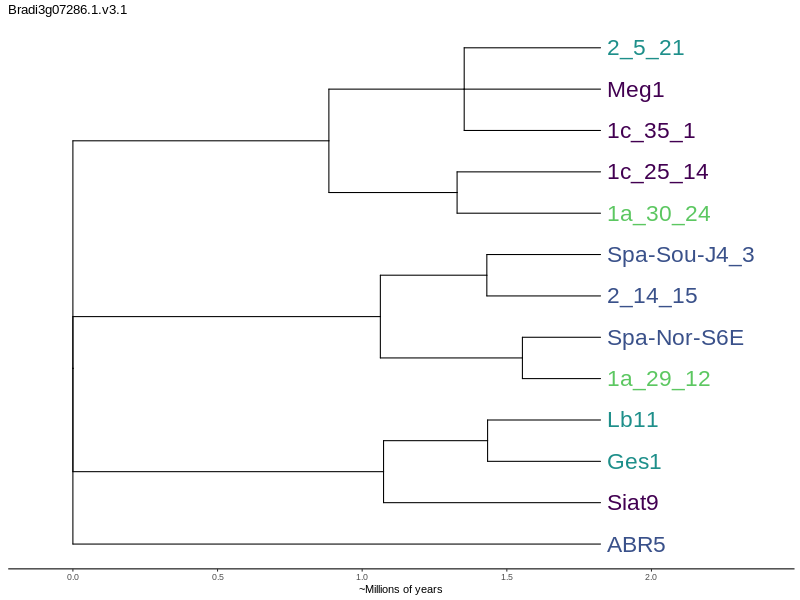 Bradi3g07286.1.v3.1
2_5_21
Meg1
1c_35_1
1c_25_14
1a_30_24
Spa-Sou-J4_3
2_14_15
Spa-Nor-S6E
1a_29_12
Lb11
Ges1
Siat9
ABR5
0.0 0.5 1.0 1.5 2.0
~Millions of years